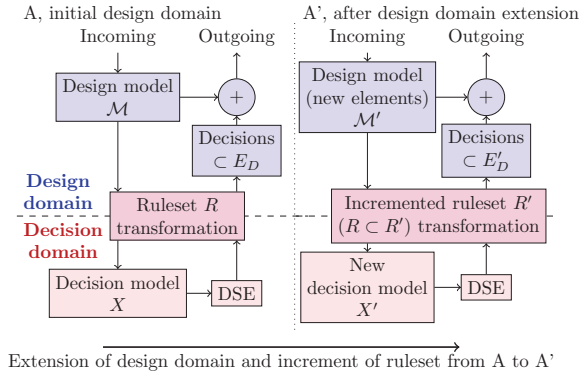 A, initial design domain
Incoming
Outgoing
Design model
M
+
Decisions
⊂ E_D
Design
domain
Decision
domain
Ruleset R
transformation
Decision model
X
DSE
A', after design domain extension
Incoming
Outgoing
Design model
(new elements)
M′
+
Decisions
⊂ E′_D
Incremented ruleset R′
(R ⊂ R′) transformation
New
decision model
X′
DSE
Extension of design domain and increment of ruleset from A to A'